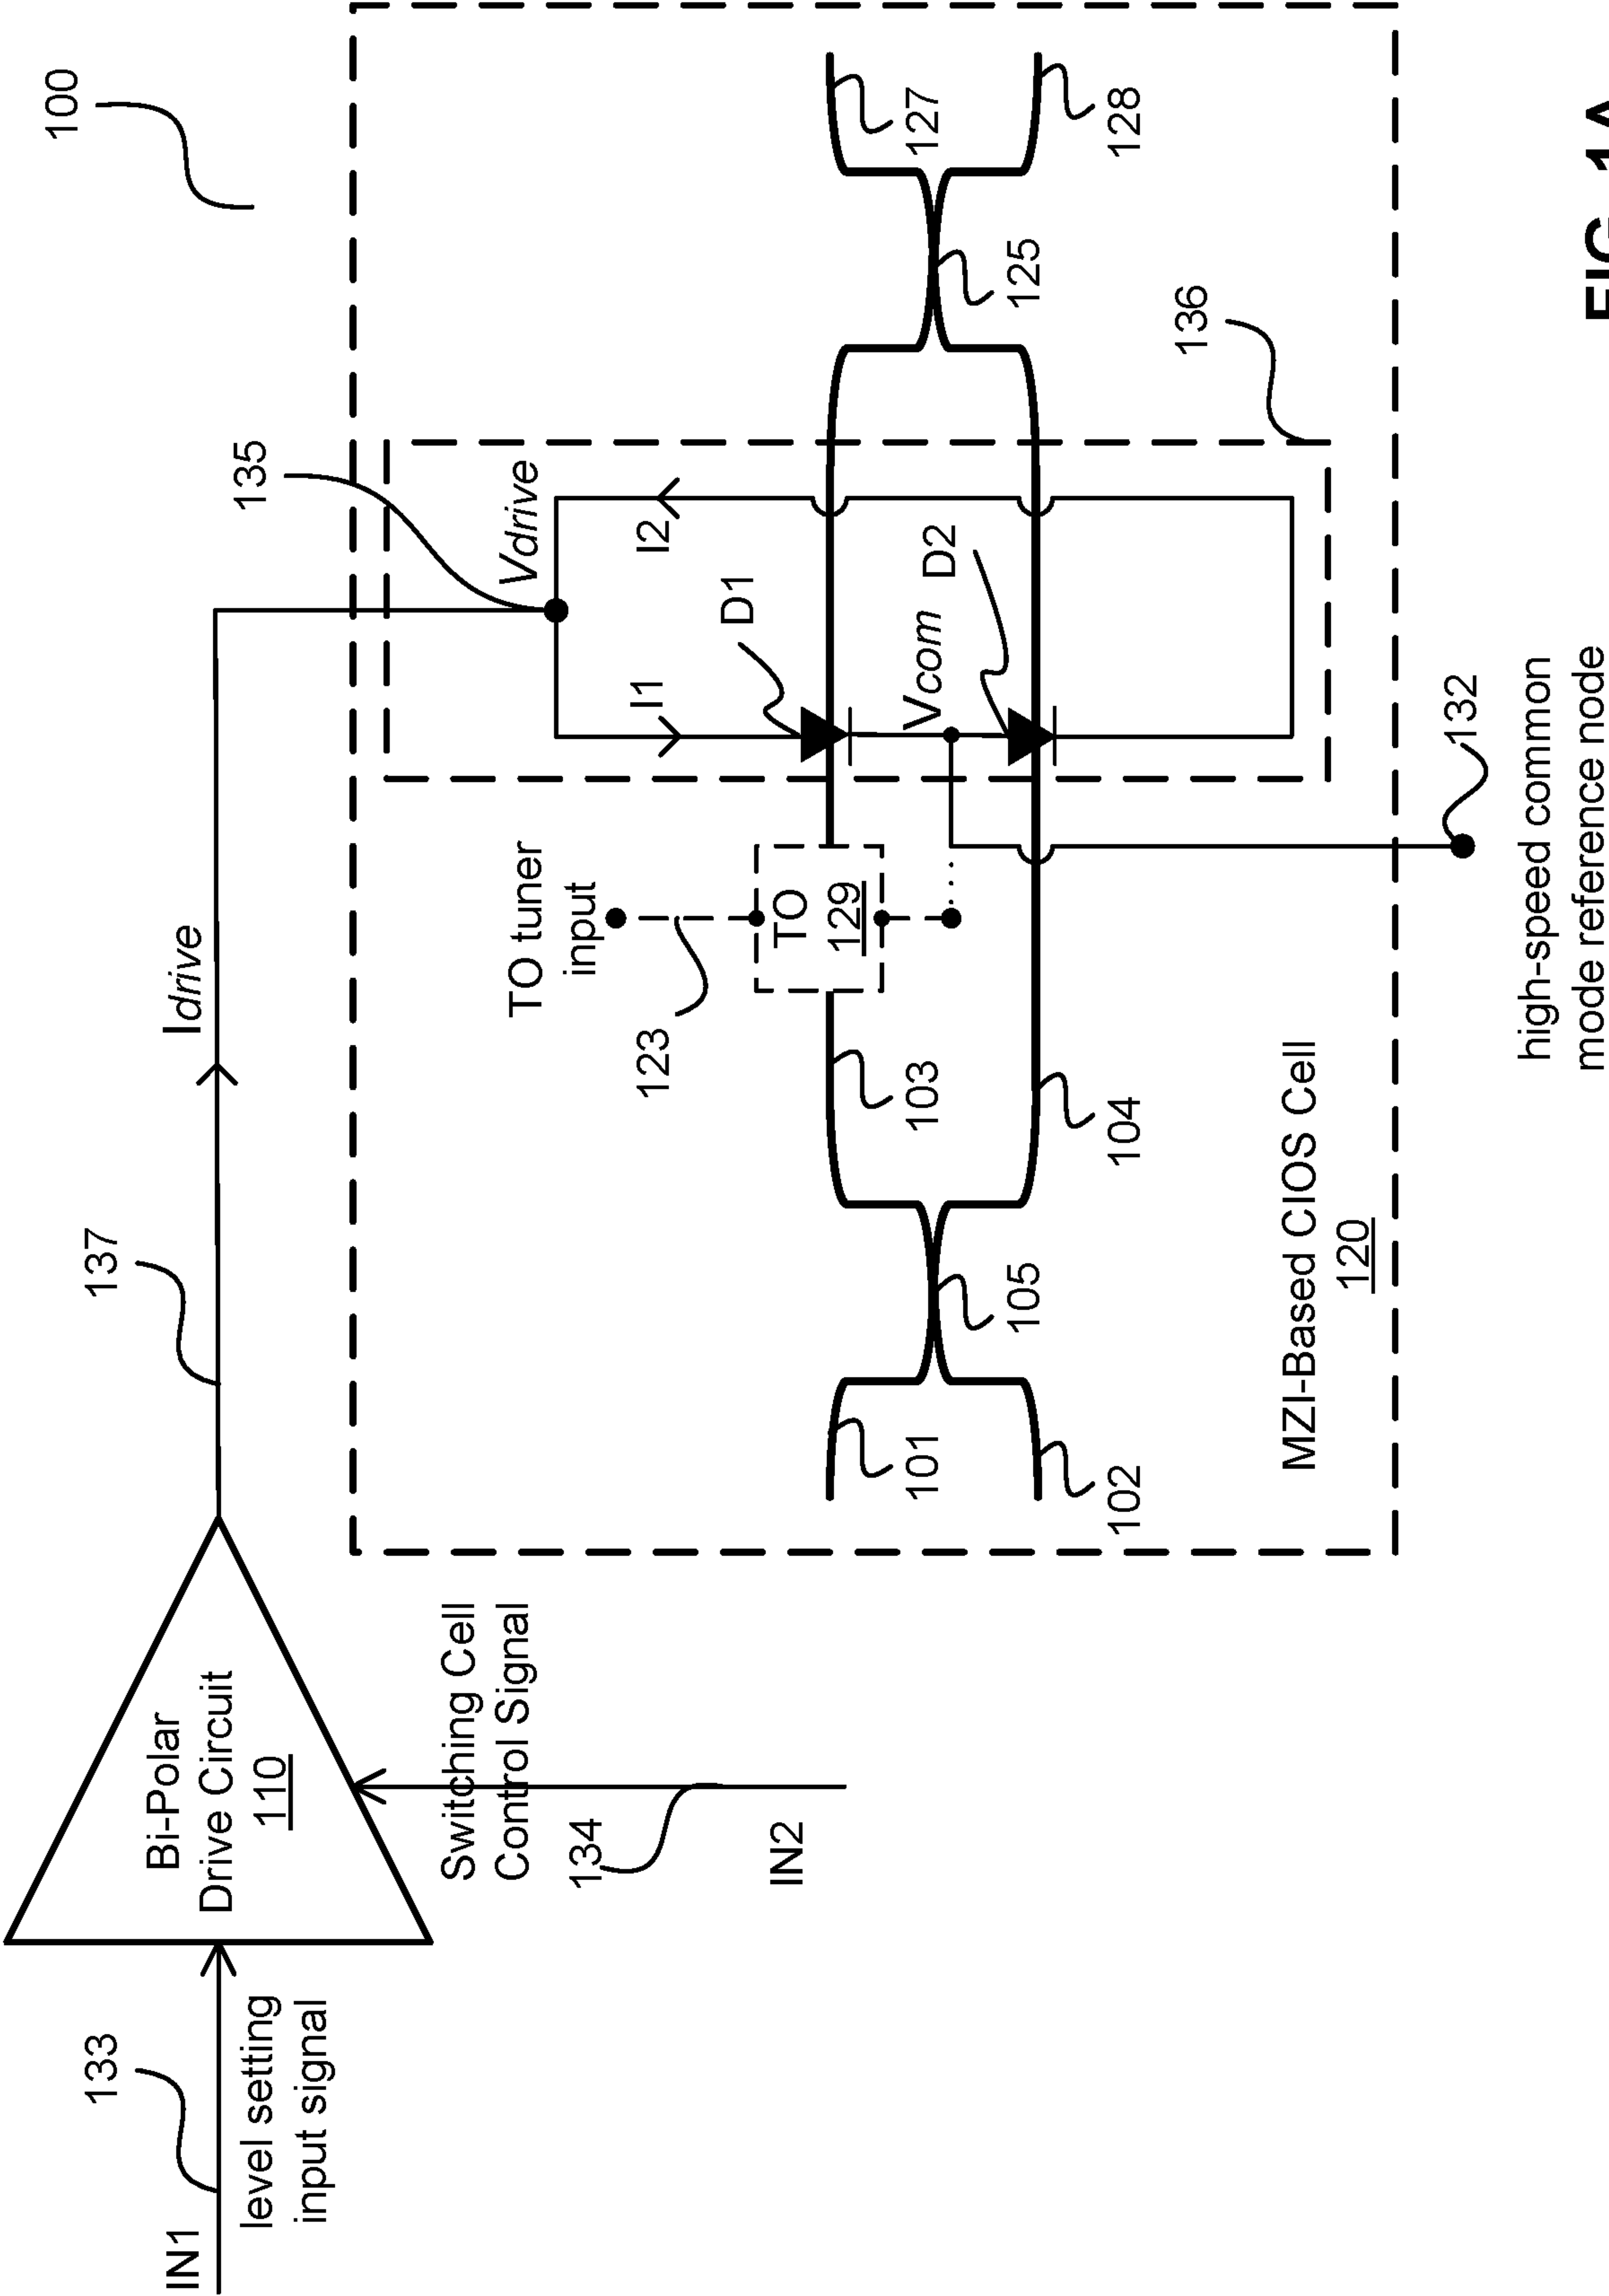 100
137
Idrive
133
IN1
level setting
input signal
Bi-Polar
Drive Circuit
110
Switching Cell
Control Signal
134
IN2
135
Vdrive
I1
I2
TO tuner
input
123
TO
129
D1
D2
Vcom
136
101
102
103
104
105
125
127
128
MZI-Based CIOS Cell
120
132
high-speed common
mode reference node
FIG. 1A